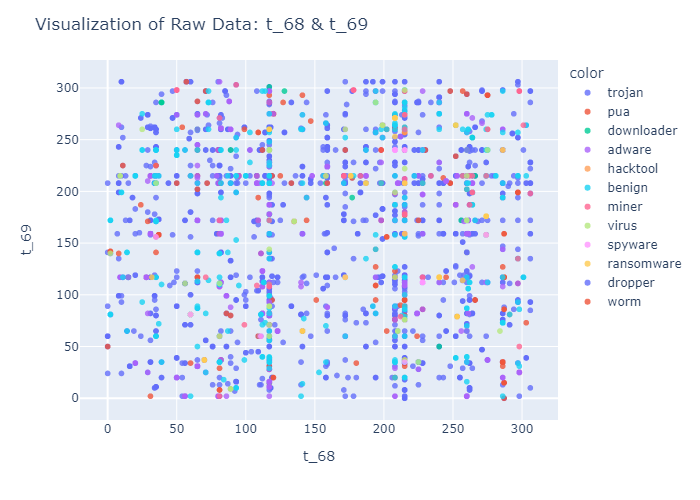 Visualization of Raw Data: t_68 & t_69
color
trojan
pua
downloader
adware
hacktool
benign
miner
virus
spyware
ransomware
dropper
worm
t_69
300
250
200
150
100
50
0
0 50 100 150 200 250 300
t_68